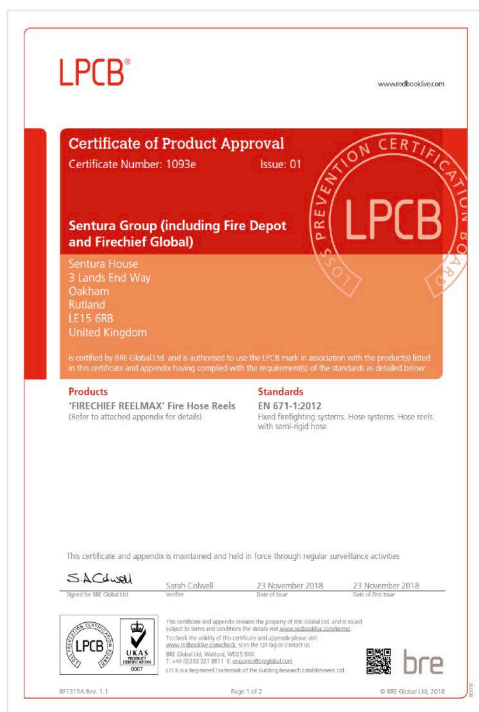 LPCB®
www.redbooklive.com
Certificate of Product Approval
Certificate Number: 1093e Issue: 01
Sentura Group (including Fire Depot
and Firechief Global)
LOSS PREVENTION CERTIFICATION BOARD
LPCB
Sentura House
3 Lands End Way
Oakham
Rutland
LE15 6RB
United Kingdom
is certified by BRE Global Ltd. and is authorised to use the LPCB mark in association with the product(s) listed
in this certificate and appendix having complied with the requirement(s) of the standards as detailed below:
Products
'FIRECHIEF REELMAX' Fire Hose Reels
(Refer to attached appendix for details)
Standards
EN 671-1:2012
Fixed firefighting systems. Hose systems. Hose reels
with semi-rigid hose
This certificate and appendix is maintained and held in force through regular surveillance activities
S.A.Colwell
Sarah Colwell 23 November 2018 23 November 2018
Signed for BRE Global Ltd. Verifier Date of Issue Date of First Issue
LPCB
UKAS
PRODUCT
CERTIFICATION
0007
This certificate and appendix remains the property of BRE Global Ltd. and is issued
subject to terms and conditions (for details visit www.redbooklive.com/terms).
To check the validity of this certificate and appendix please visit
www.redbooklive.com/check, scan the QR tag or contact us.
BRE Global Ltd, Watford, WD25 9XX
T: +44 (0)333 321 8811 E: enquiries@breglobal.com
LPCB is a Registered Trademark of the Building Research Establishment Ltd.
bre
BF1315A Rev. 1.1 Page 1 of 2 © BRE Global Ltd, 2018